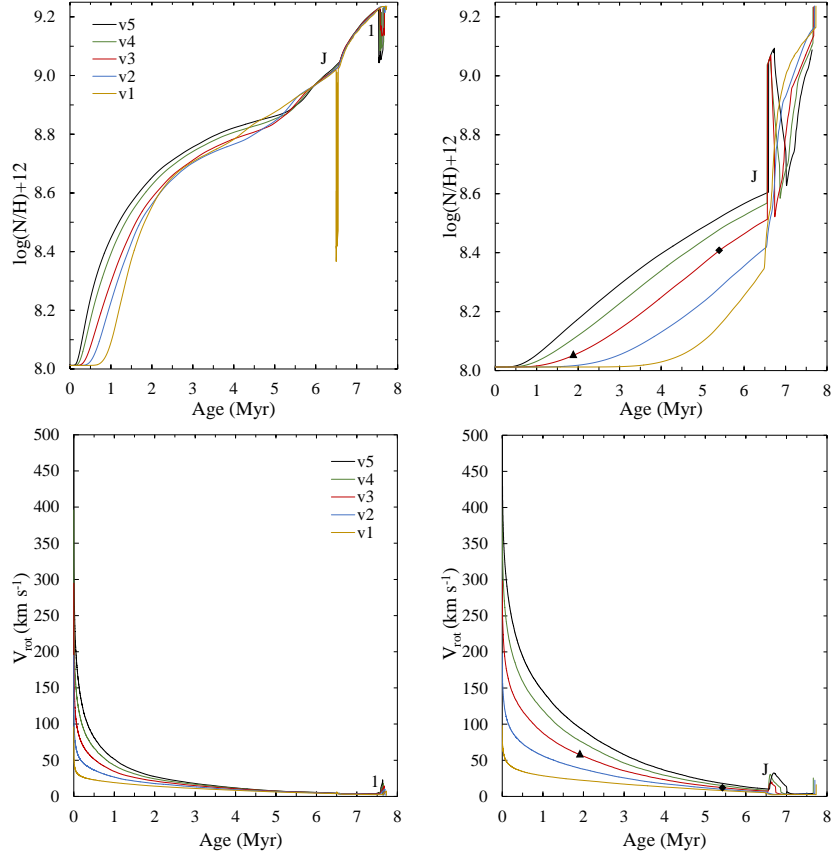 log(N/H)+12
9.2
9.0
8.8
8.6
8.4
8.2
8.0
v5
v4
v3
v2
v1
J
1
0 1 2 3 4 5 6 7 8
Age (Myr)
log(N/H)+12
9.2
9.0
8.8
8.6
8.4
8.2
8.0
J
0 1 2 3 4 5 6 7 8
Age (Myr)
V_rot (km s⁻¹)
500
450
400
350
300
250
200
150
100
50
0
v5
v4
v3
v2
v1
1
0 1 2 3 4 5 6 7 8
Age (Myr)
V_rot (km s⁻¹)
500
450
400
350
300
250
200
150
100
50
0
J
0 1 2 3 4 5 6 7 8
Age (Myr)